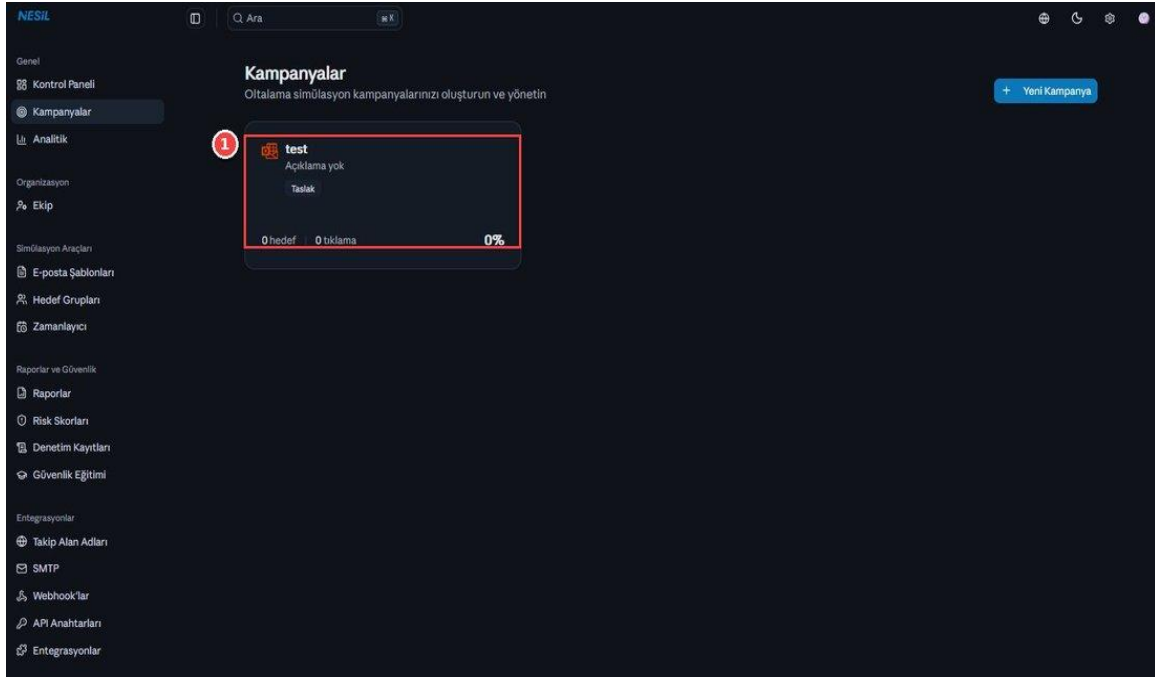 NESİL
Ara
⌘ K
Genel
Kontrol Paneli
Kampanyalar
Analitik
Organizasyon
Ekip
Simülasyon Araçları
E-posta Şablonları
Hedef Grupları
Zamanlayıcı
Raporlar ve Güvenlik
Raporlar
Risk Skorları
Denetim Kayıtları
Güvenlik Eğitimi
Entegrasyonlar
Takip Alan Adları
SMTP
Webhook'lar
API Anahtarları
Entegrasyonlar
Kampanyalar
Oltalama simülasyon kampanyalarınızı oluşturun ve yönetin
+ Yeni Kampanya
1
test
Açıklama yok
Taslak
0 hedef
0 tıklama
0%